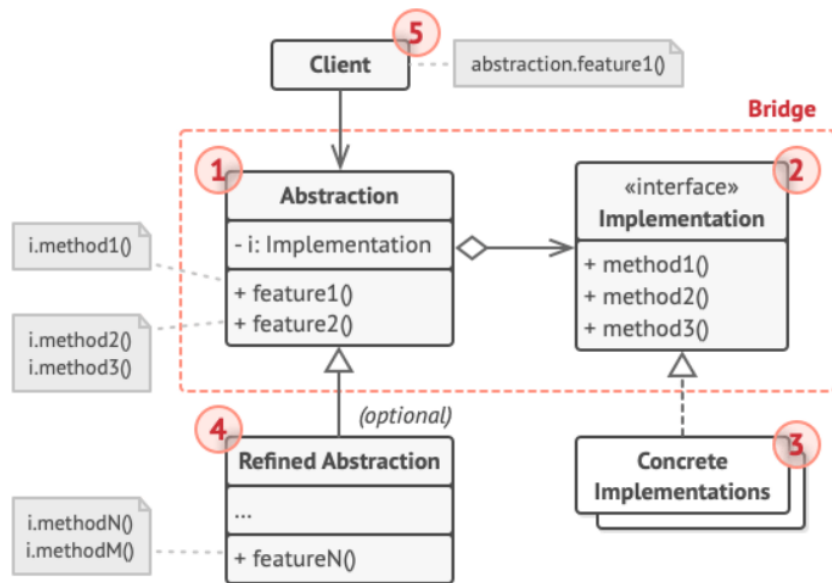 5
Client
abstraction.feature1()
Bridge
1
Abstraction
- i: Implementation
+ feature1()
+ feature2()
i.method1()
i.method2()
i.method3()
2
«interface»
Implementation
+ method1()
+ method2()
+ method3()
(optional)
4
Refined Abstraction
...
+ featureN()
i.methodN()
i.methodM()
3
Concrete
Implementations